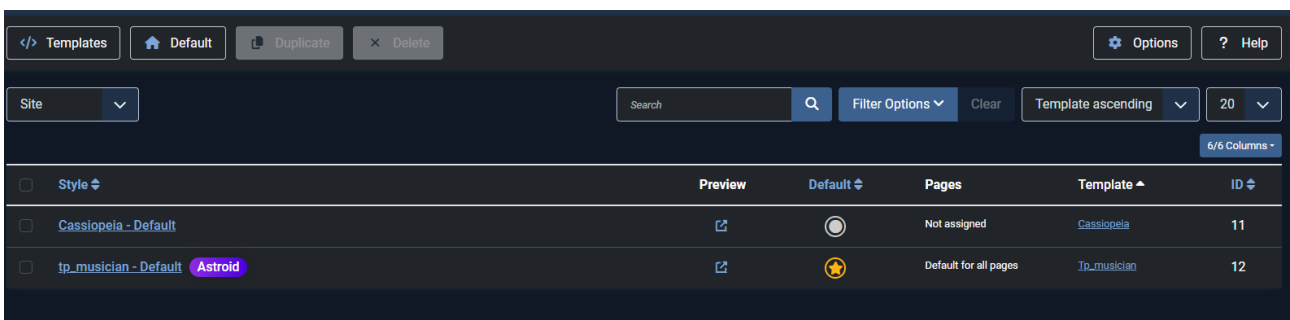 </> Templates Default Duplicate × Delete Options ? Help
Site Search Filter Options Clear Template ascending 20
6/6 Columns
Style Preview Default Pages Template ID
Cassiopeia - Default Not assigned Cassiopeia 11
tp_musician - Default Astroid Default for all pages Tp_musician 12